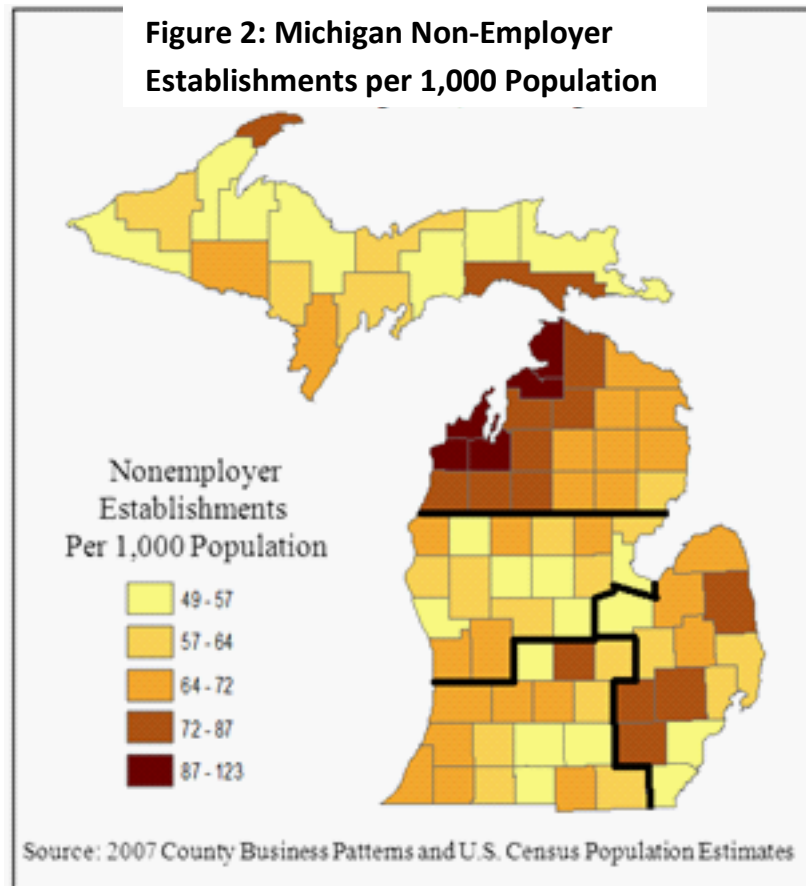 Figure 2: Michigan Non-Employer
Establishments per 1,000 Population
Nonemployer
Establishments
Per 1,000 Population
49 - 57
57 - 64
64 - 72
72 - 87
87 - 123
Source: 2007 County Business Patterns and U.S. Census Population Estimates